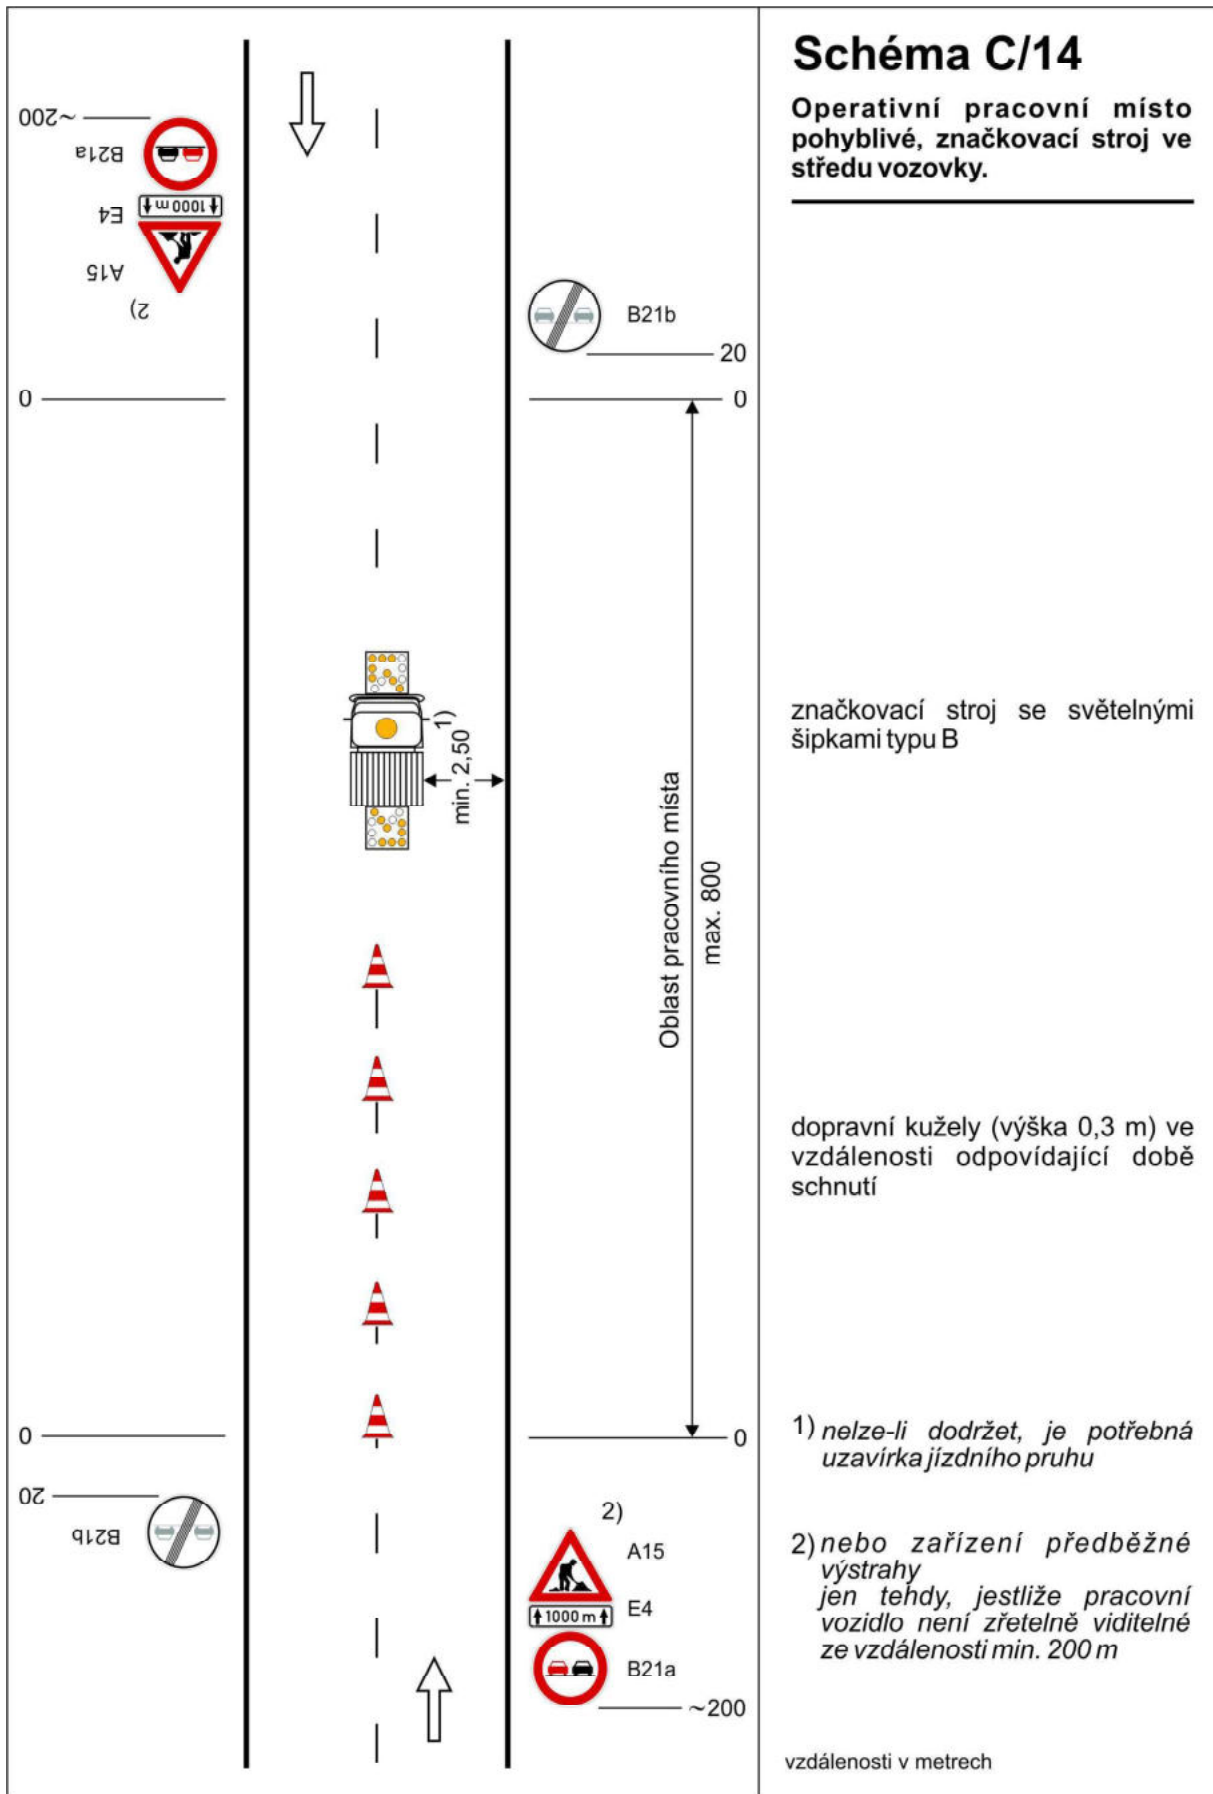 Schéma C/14
Operativní pracovní místo
pohyblivé, značkovací stroj ve
středu vozovky.
~200
B21a
1000 m
E4
A15
2)
B21b
20
0
0
značkovací stroj se světelnými
šipkami typu B
1)
min. 2,50
Oblast pracovního místa
max. 800
dopravní kužely (výška 0,3 m) ve
vzdálenosti odpovídající době
schnutí
0
0
20
B21b
2)
A15
1000 m
E4
B21a
~200
1) nelze-li dodržet, je potřebná
uzavírka jízdního pruhu
2) nebo zařízení předběžné
výstrahy
jen tehdy, jestliže pracovní
vozidlo není zřetelně viditelné
ze vzdálenosti min. 200 m
vzdálenosti v metrech